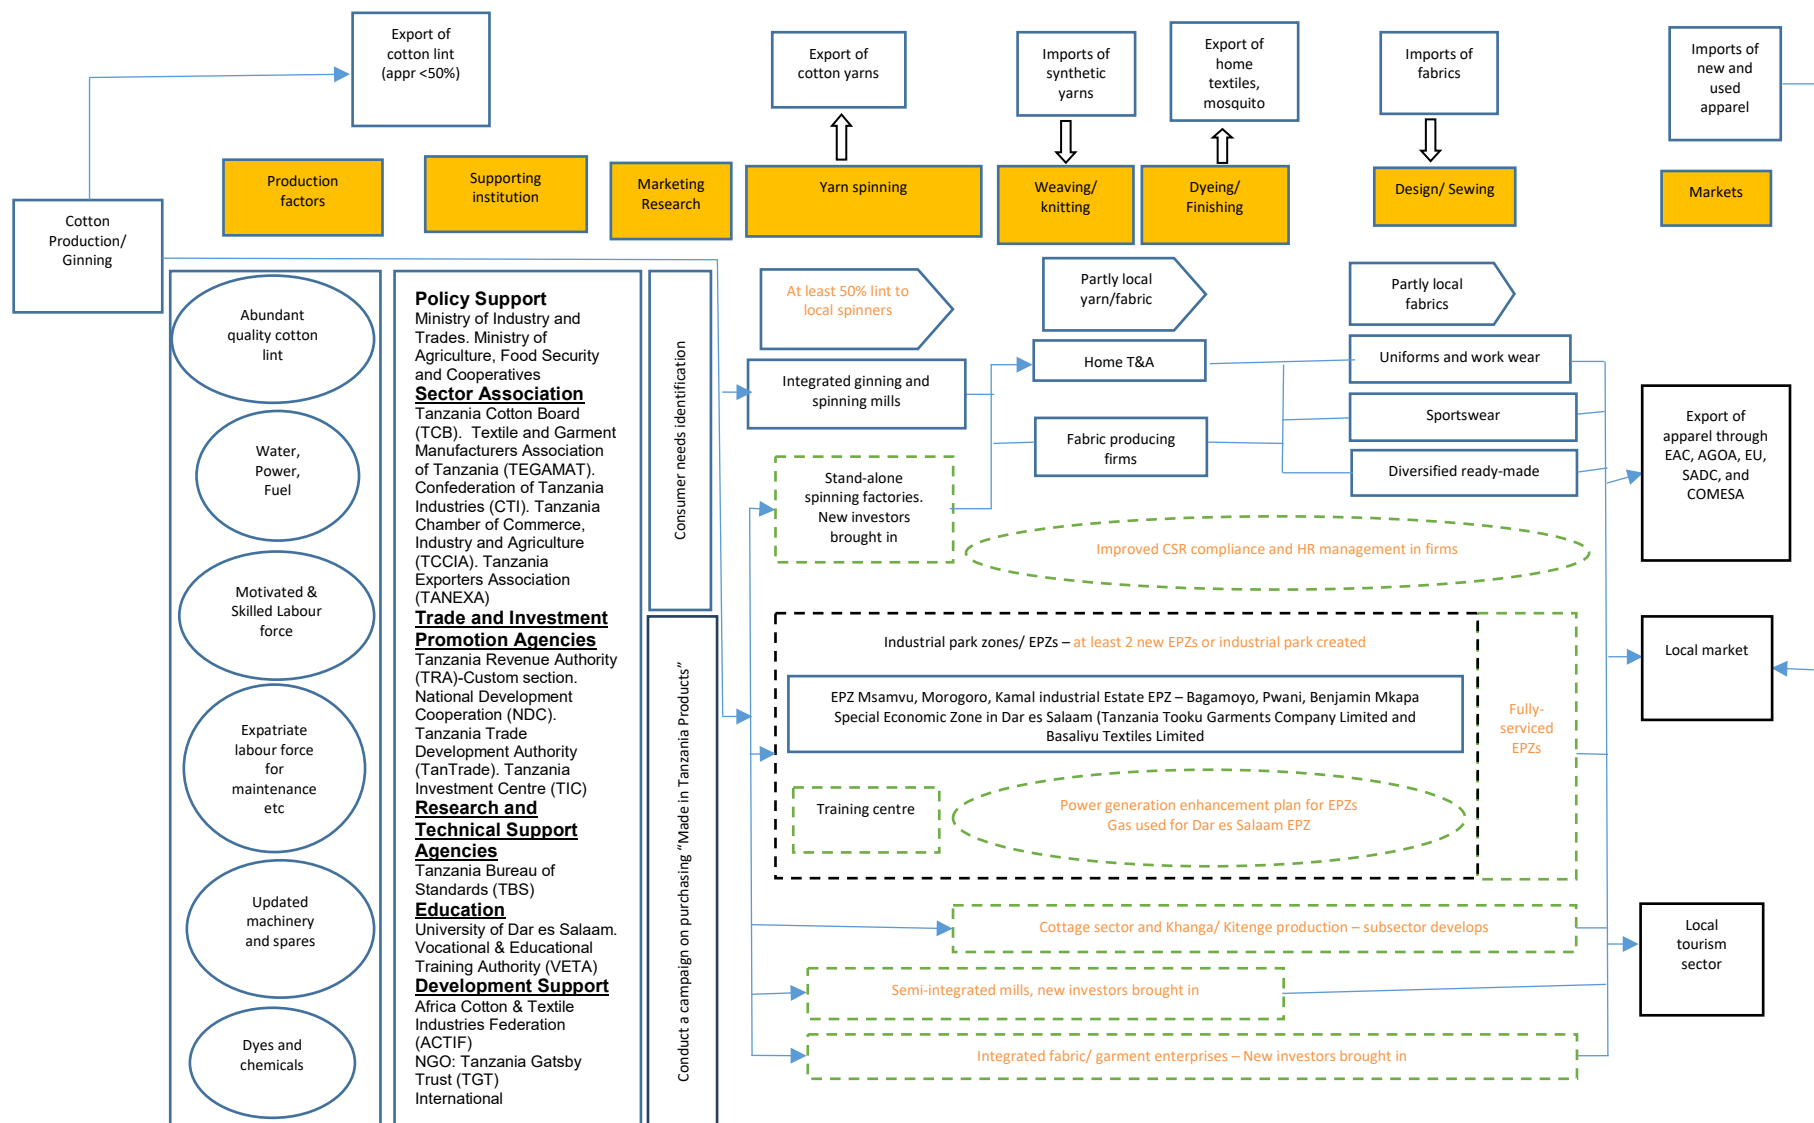 Export of
cotton lint
(appr <50%)
Export of
cotton yarns
Imports of
synthetic
yarns
Export of
home
textiles,
mosquito
Imports
of fabrics
Imports of
new and
used
apparel
Cotton
Production/
Ginning
Production
factors
Supporting
institution
Marketing
Research
Yarn spinning
Weaving/
knitting
Dyeing/
Finishing
Design/ Sewing
Markets
Abundant
quality cotton
lint
Water,
Power,
Fuel
Motivated &
Skilled Labour
force
Expatriate
labour force
for
maintenance
etc
Updated
machinery
and spares
Dyes and
chemicals
Policy Support
Ministry of Industry and
Trades. Ministry of
Agriculture, Food Security
and Cooperatives
Sector Association
Tanzania Cotton Board
(TCB). Textile and Garment
Manufacturers Association
of Tanzania (TEGAMAT).
Confederation of Tanzania
Industries (CTI). Tanzania
Chamber of Commerce,
Industry and Agriculture
(TCCIA). Tanzania
Exporters Association
(TANEXA)
Trade and Investment
Promotion Agencies
Tanzania Revenue Authority
(TRA)-Custom section.
National Development
Cooperation (NDC).
Tanzania Trade
Development Authority
(TanTrade). Tanzania
Investment Centre (TIC)
Research and
Technical Support
Agencies
Tanzania Bureau of
Standards (TBS)
Education
University of Dar es Salaam.
Vocational & Educational
Training Authority (VETA)
Development Support
Africa Cotton & Textile
Industries Federation
(ACTIF)
NGO: Tanzania Gatsby
Trust (TGT)
International
Consumer needs identification
Conduct a campaign on purchasing "Made in Tanzania Products"
At least 50% lint to
local spinners
Partly local
yarn/fabric
Partly local
fabrics
Integrated ginning and
spinning mills
Home T&A
Uniforms and work wear
Sportswear
Fabric producing
firms
Diversified ready-made
Stand-alone
spinning factories.
New investors
brought in
Improved CSR compliance and HR management in firms
Export of
apparel through
EAC, AGOA, EU,
SADC, and
COMESA
Industrial park zones/ EPZs – at least 2 new EPZs or industrial park created
EPZ Msamvu, Morogoro, Kamal industrial Estate EPZ – Bagamoyo, Pwani, Benjamin Mkapa
Special Economic Zone in Dar es Salaam (Tanzania Tooku Garments Company Limited and
Basaliyu Textiles Limited
Training centre
Power generation enhancement plan for EPZs
Gas used for Dar es Salaam EPZ
Fully-
serviced
EPZs
Local market
Cottage sector and Khanga/ Kitenge production – subsector develops
Local
tourism
sector
Semi-integrated mills, new investors brought in
Integrated fabric/ garment enterprises – New investors brought in